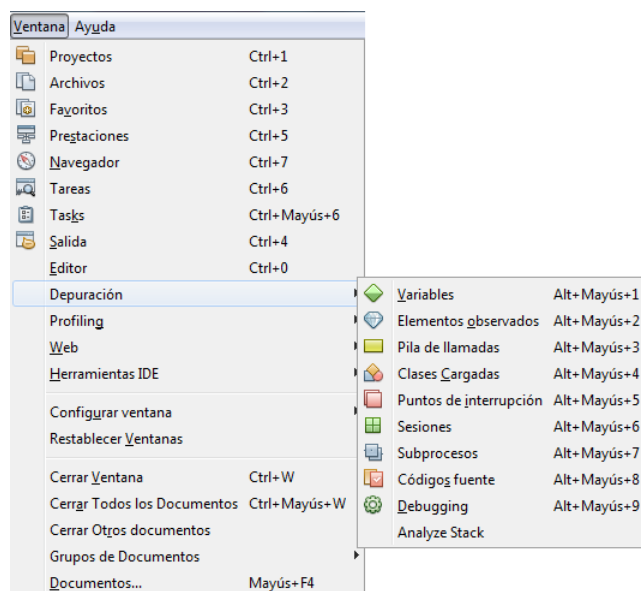 Ventana Ayuda
Proyectos Ctrl+1
Archivos Ctrl+2
Favoritos Ctrl+3
Prestaciones Ctrl+5
Navegador Ctrl+7
Tareas Ctrl+6
Tasks Ctrl+Mayús+6
Salida Ctrl+4
Editor Ctrl+0
Depuración
Profiling
Web
Herramientas IDE
Configurar ventana
Restablecer Ventanas
Cerrar Ventana Ctrl+W
Cerrar Todos los Documentos Ctrl+Mayús+W
Cerrar Otros documentos
Grupos de Documentos
Documentos... Mayús+F4
Variables Alt+Mayús+1
Elementos observados Alt+Mayús+2
Pila de llamadas Alt+Mayús+3
Clases Cargadas Alt+Mayús+4
Puntos de interrupción Alt+Mayús+5
Sesiones Alt+Mayús+6
Subprocesos Alt+Mayús+7
Códigos fuente Alt+Mayús+8
Debugging Alt+Mayús+9
Analyze Stack